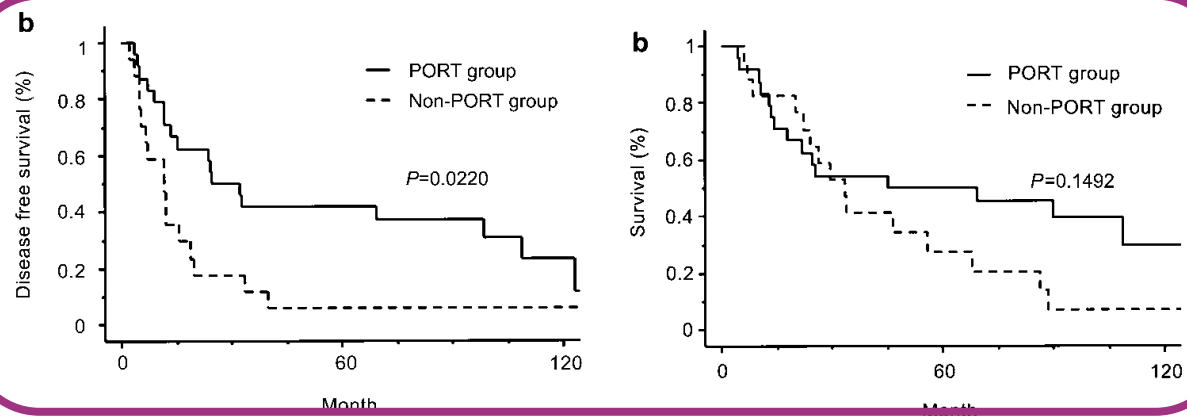 b
Disease free survival (%)
1
0.8
0.6
0.4
0.2
0
PORT group
Non-PORT group
P=0.0220
0
60
120
Month
b
Survival (%)
1
0.8
0.6
0.4
0.2
0
PORT group
Non-PORT group
P=0.1492
0
60
120
Month